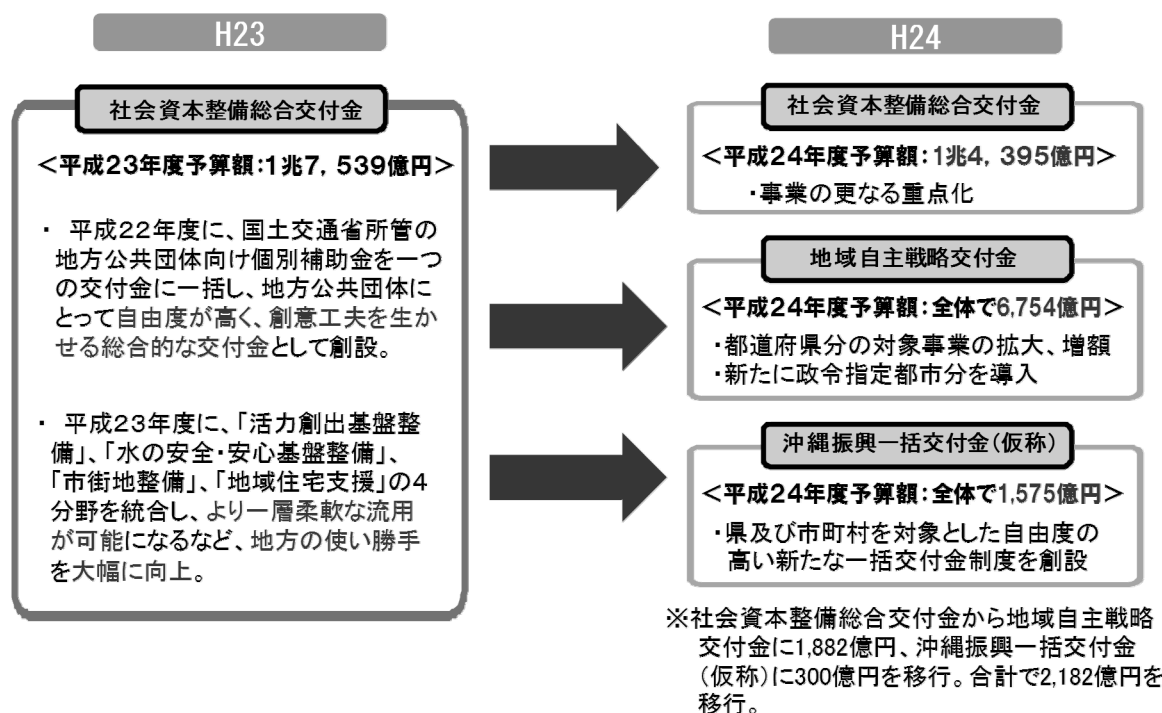 H23
社会資本整備総合交付金
＜平成23年度予算額：1兆7，539億円＞
・ 平成22年度に、国土交通省所管の
地方公共団体向け個別補助金を一つ
の交付金に一括し、地方公共団体に
とって自由度が高く、創意工夫を生か
せる総合的な交付金として創設。
・ 平成23年度に、「活力創出基盤整
備」、「水の安全・安心基盤整備」、
「市街地整備」、「地域住宅支援」の4
分野を統合し、より一層柔軟な流用
が可能になるなど、地方の使い勝手
を大幅に向上。
H24
社会資本整備総合交付金
＜平成24年度予算額：1兆4，395億円＞
・事業の更なる重点化
地域自主戦略交付金
＜平成24年度予算額：全体で6,754億円＞
・都道府県分の対象事業の拡大、増額
・新たに政令指定都市分を導入
沖縄振興一括交付金（仮称）
＜平成24年度予算額：全体で1,575億円＞
・県及び市町村を対象とした自由度の
高い新たな一括交付金制度を創設
※社会資本整備総合交付金から地域自主戦略
交付金に1,882億円、沖縄振興一括交付金
（仮称）に300億円を移行。合計で2,182億円を
移行。